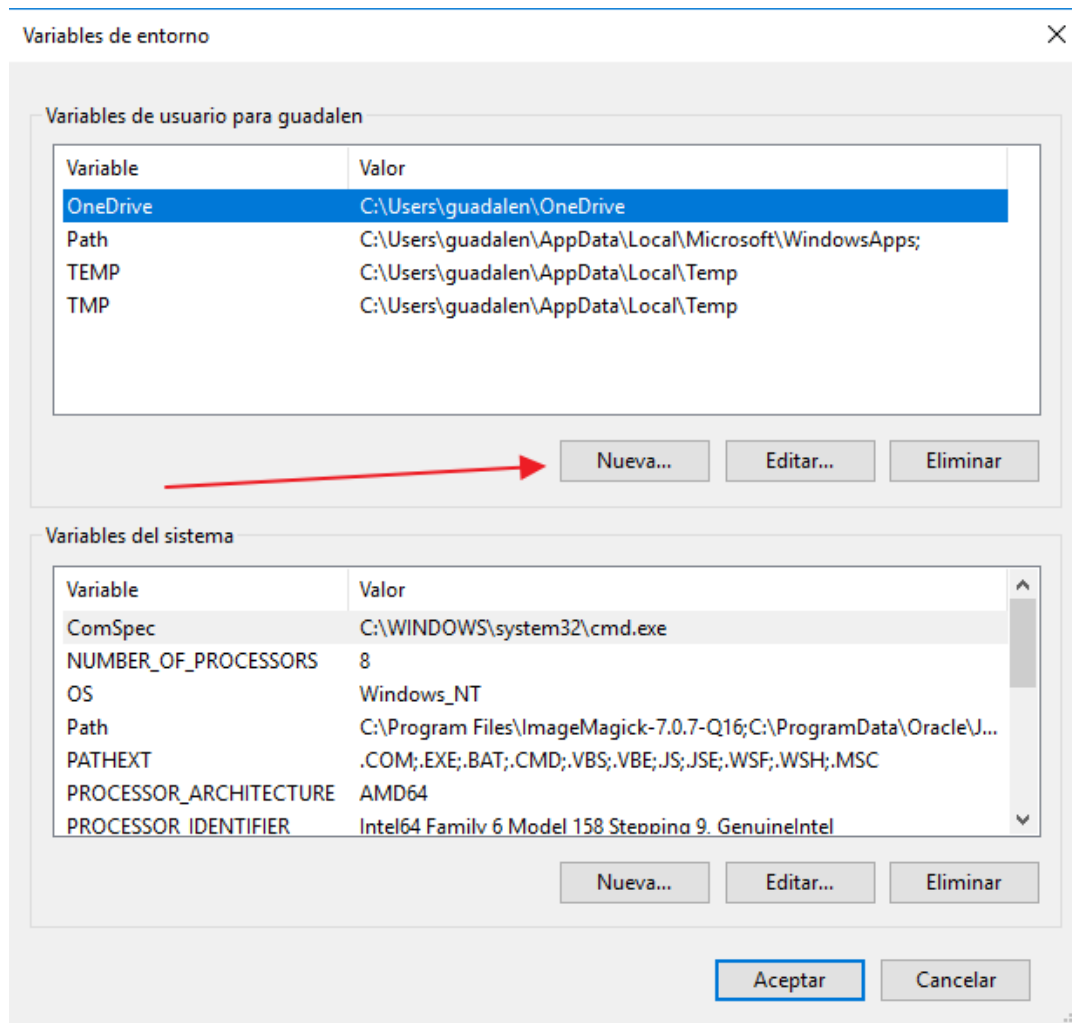 Variables de entorno
Variables de usuario para guadalen
Variable Valor
OneDrive C:\Users\guadalen\OneDrive
Path C:\Users\guadalen\AppData\Local\Microsoft\WindowsApps;
TEMP C:\Users\guadalen\AppData\Local\Temp
TMP C:\Users\guadalen\AppData\Local\Temp
Nueva... Editar... Eliminar
Variables del sistema
Variable Valor
ComSpec C:\WINDOWS\system32\cmd.exe
NUMBER_OF_PROCESSORS 8
OS Windows_NT
Path C:\Program Files\ImageMagick-7.0.7-Q16;C:\ProgramData\Oracle\J...
PATHEXT .COM;.EXE;.BAT;.CMD;.VBS;.VBE;.JS;.JSE;.WSF;.WSH;.MSC
PROCESSOR_ARCHITECTURE AMD64
PROCESSOR_IDENTIFIER Intel64 Family 6 Model 158 Stepping 9, GenuineIntel
Nueva... Editar... Eliminar
Aceptar Cancelar